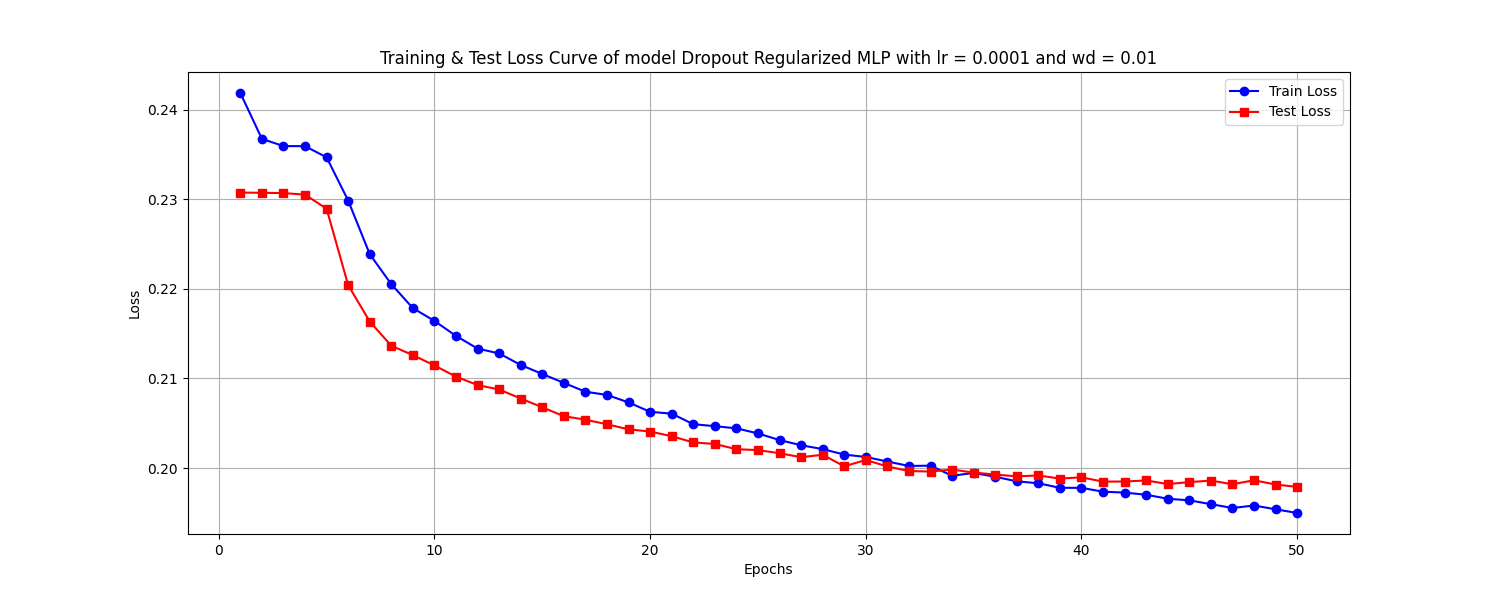 Training & Test Loss Curve of model Dropout Regularized MLP with lr = 0.0001 and wd = 0.01
Train Loss
Test Loss
0.24
0.23
0.22
0.21
0.20
Loss
0 10 20 30 40 50
Epochs